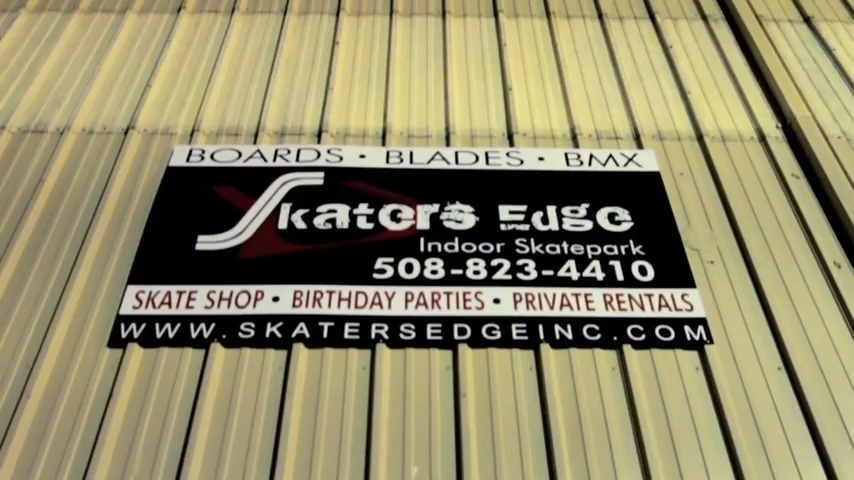 BOARDS · BLADES · BMX
Skaters Edge
Indoor Skatepark
508-823-4410
SKATE SHOP • BIRTHDAY PARTIES • PRIVATE RENTALS
WWW.SKATERSEDGEINC.COM